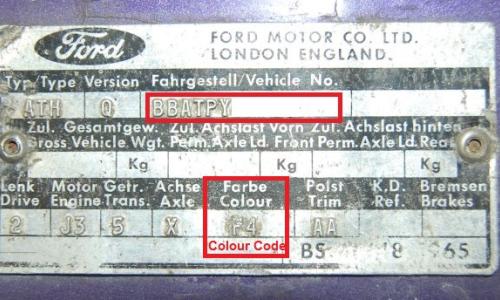 Ford
FORD MOTOR CO. LTD.
LONDON ENGLAND.
Typ/Type Version Fahrgestell/Vehicle No.
ATH Q BBATPY
Zul. Gesamtgew. Zul. Achslast Vorn Zul. Achslast hinten
Gross Vehicle Wgt. Perm. Axle Ld. Front Perm. Axle Ld. Rear
Kg Kg Kg
Lenk Motor Getr. Achse Farbe Polst K.D. Bremsen
Drive Engine Trans. Axle Colour Trim Ref. Brakes
2 J3 5 X F4 AA
Colour Code
BS